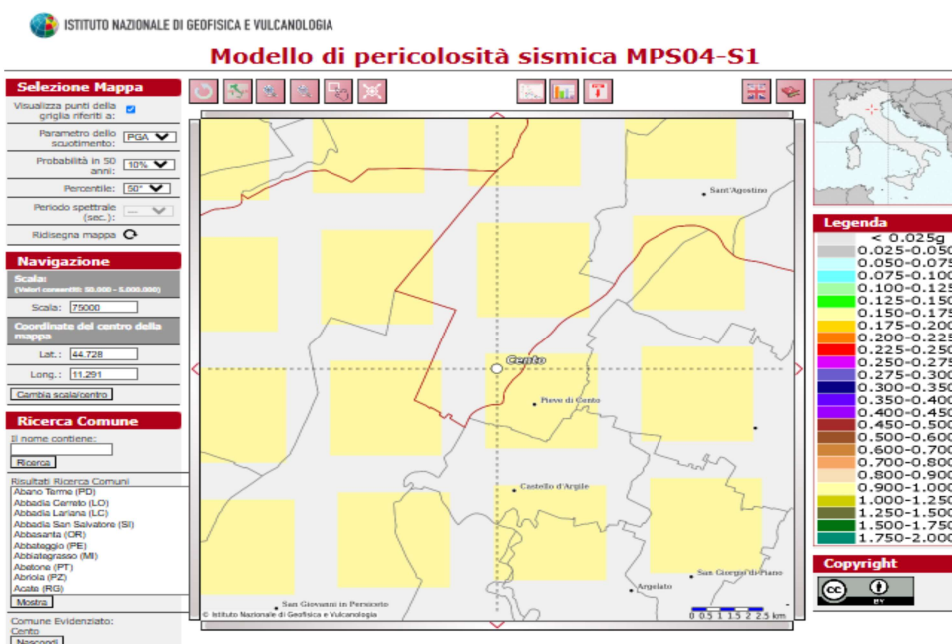 ISTITUTO NAZIONALE DI GEOFISICA E VULCANOLOGIA
Modello di pericolosità sismica MPS04-S1
Selezione Mappa
Visualizza punti della
griglia riferiti a:
Parametro dello
scuotimento: PGA
Probabilità in 50
anni: 10%
Percentile: 50°
Periodo spettrale
(sec.): ---
Ridisegna mappa
Navigazione
Scala:
(Valori consentiti: 50.000 - 5.000.000)
Scala: 75000
Coordinate del centro della
mappa
Lat.: 44.728
Long.: 11.291
Cambia scala/centro
Ricerca Comune
Il nome contiene:
Ricerca
Risultati Ricerca Comuni
Abano Terme (PD)
Abbadia Cerreto (LO)
Abbadia Lariana (LC)
Abbadia San Salvatore (SI)
Abbasanta (OR)
Abbateggio (PE)
Abbiategrasso (MI)
Abetone (PT)
Abriola (PZ)
Acate (RG)
Mostra
Comune Evidenziato:
Cento
Nascondi
Sant'Agostino
Cento
Pieve di Cento
Castello d'Argile
San Giorgio di Piano
Argelato
San Giovanni in Persiceto
© Istituto Nazionale di Geofisica e Vulcanologia
0 0.5 1 1.5 2 2.5 km
Legenda
< 0.025g
0.025-0.050
0.050-0.075
0.075-0.100
0.100-0.125
0.125-0.150
0.150-0.175
0.175-0.200
0.200-0.225
0.225-0.250
0.250-0.275
0.275-0.300
0.300-0.350
0.350-0.400
0.400-0.450
0.450-0.500
0.500-0.600
0.600-0.700
0.700-0.800
0.800-0.900
0.900-1.000
1.000-1.250
1.250-1.500
1.500-1.750
1.750-2.000
Copyright
CC
BY